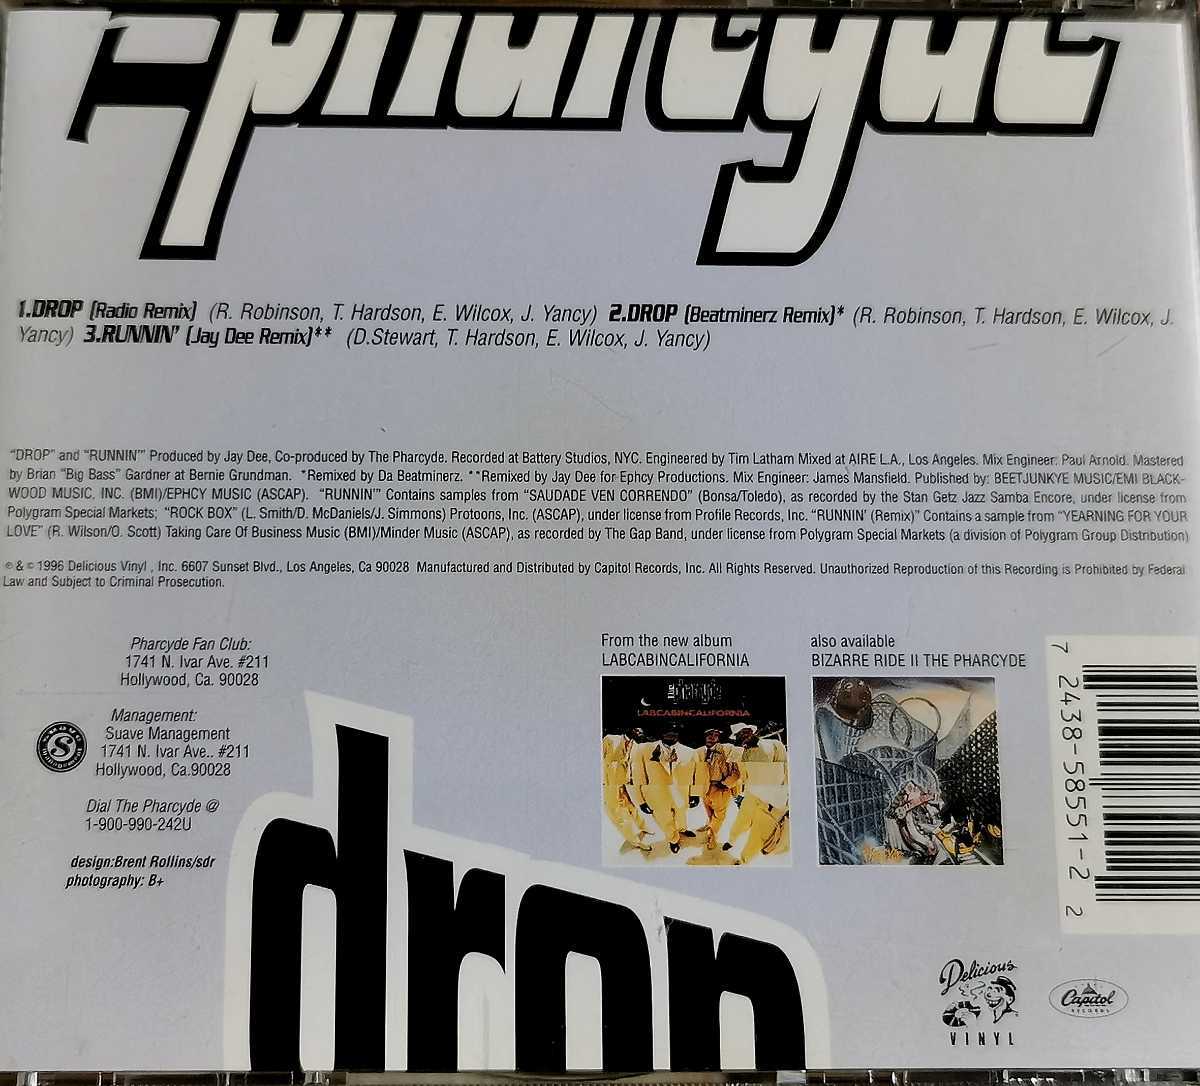 pharcyde
1.DROP (Radio Remix) (R. Robinson, T. Hardson, E. Wilcox, J. Yancy) 2.DROP (Beatminerz Remix)* (R. Robinson, T. Hardson, E. Wilcox, J.
Yancy) 3.RUNNIN' (Jay Dee Remix)** (D.Stewart, T. Hardson, E. Wilcox, J. Yancy)
"DROP" and "RUNNIN'" Produced by Jay Dee, Co-produced by The Pharcyde. Recorded at Battery Studios, NYC. Engineered by Tim Latham Mixed at AIRE L.A., Los Angeles. Mix Engineer: Paul Arnold. Mastered
by Brian "Big Bass" Gardner at Bernie Grundman. *Remixed by Da Beatminerz. **Remixed by Jay Dee for Ephcy Productions. Mix Engineer: James Mansfield. Published by: BEETJUNKYE MUSIC/EMI BLACK-
WOOD MUSIC, INC. (BMI)/EPHCY MUSIC (ASCAP). "RUNNIN'" Contains samples from "SAUDADE VEN CORRENDO" (Bonsa/Toledo), as recorded by the Stan Getz Jazz Samba Encore, under license from
Polygram Special Markets; "ROCK BOX" (L. Smith/D. McDaniels/J. Simmons) Protoons, Inc. (ASCAP), under license from Profile Records, Inc. "RUNNIN' (Remix)" Contains a sample from "YEARNING FOR YOUR
LOVE" (R. Wilson/O. Scott) Taking Care Of Business Music (BMI)/Minder Music (ASCAP), as recorded by The Gap Band, under license from Polygram Special Markets (a division of Polygram Group Distribution)
℗ & © 1996 Delicious Vinyl , Inc. 6607 Sunset Blvd., Los Angeles, Ca 90028 Manufactured and Distributed by Capitol Records, Inc. All Rights Reserved. Unauthorized Reproduction of this Recording is Prohibited by Federal
Law and Subject to Criminal Prosecution.
Pharcyde Fan Club:
1741 N. Ivar Ave. #211
Hollywood, Ca. 90028
Management:
Suave Management
1741 N. Ivar Ave.. #211
Hollywood, Ca.90028
Dial The Pharcyde @
1-900-990-242U
design:Brent Rollins/sdr
photography: B+
S
From the new album
LABCABINCALIFORNIA
The pharcyde
LABCABINCALIFORNIA
also available
BIZARRE RIDE II THE PHARCYDE
7 2438-58551-2 2
drop
Delicious
VINYL
Capitol
RECORDS